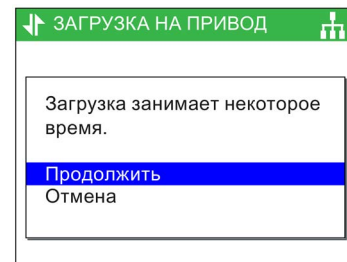 ЗАГРУЗКА НА ПРИВОД
Загрузка занимает некоторое
время.
Продолжить
Отмена